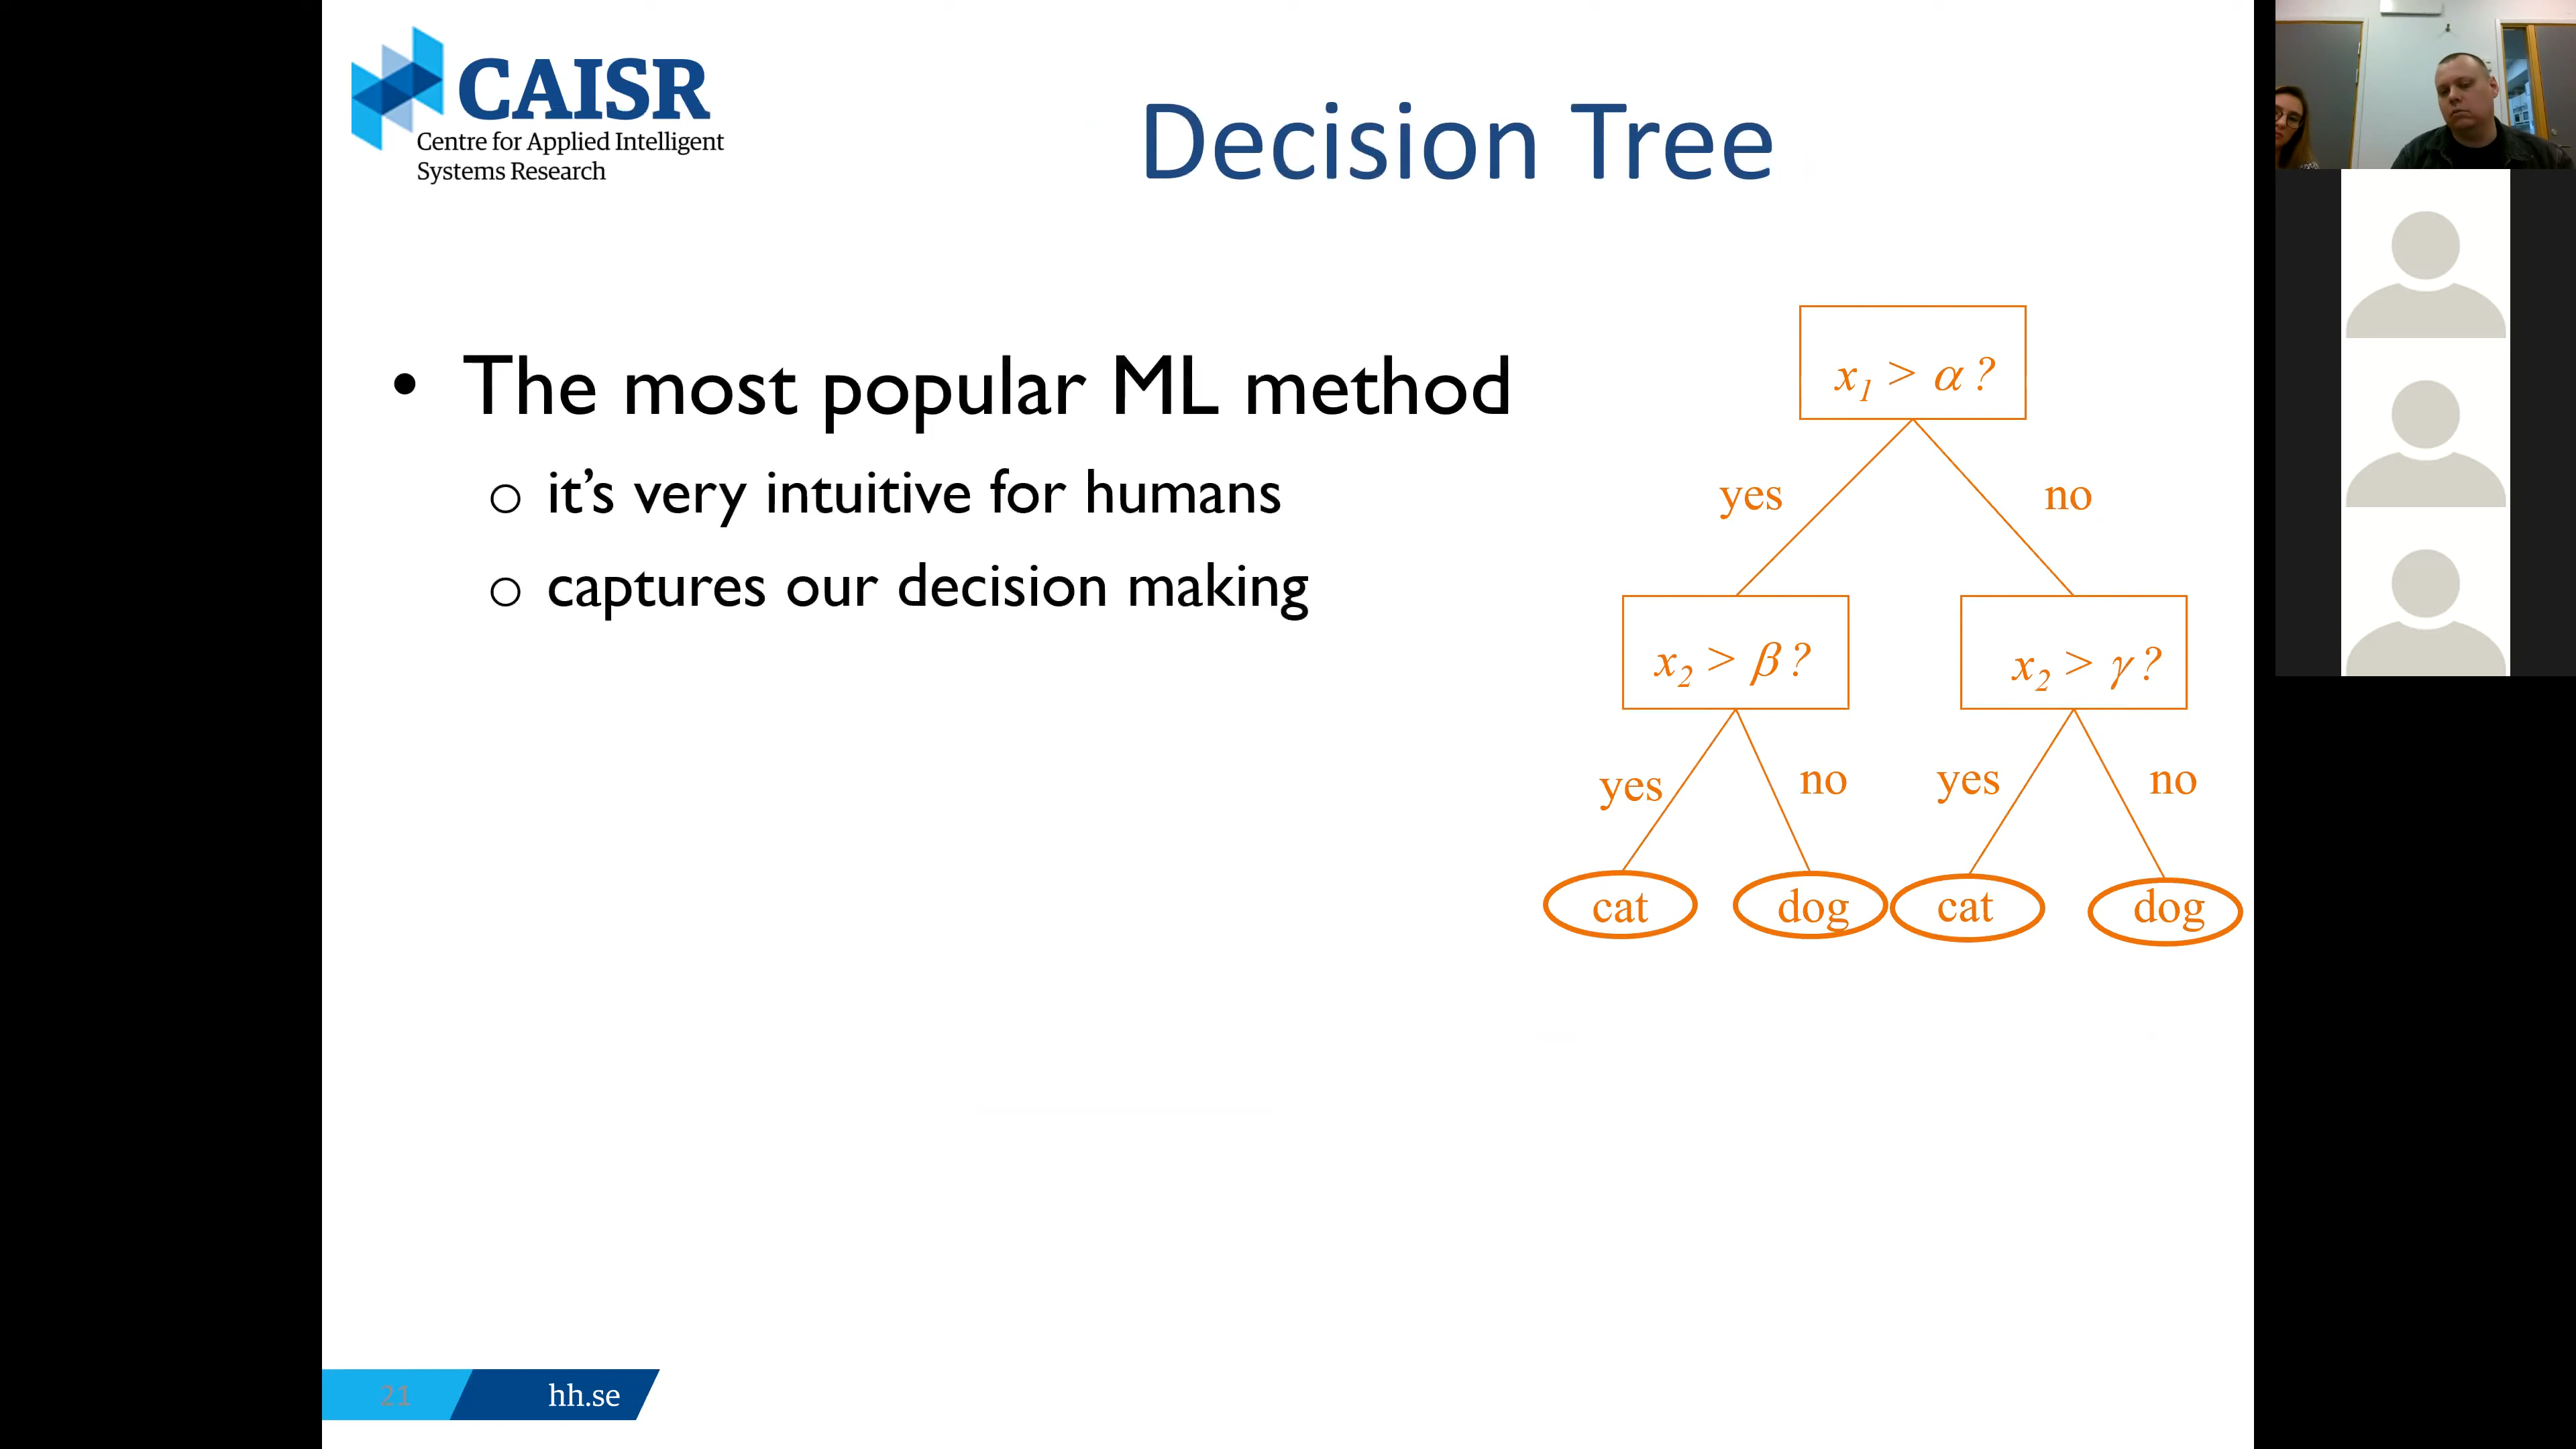 CAISR
Centre for Applied Intelligent
Systems Research
Decision Tree
• The most popular ML method
o it's very intuitive for humans
o captures our decision making
x₁ > α ?
yes no
x₂ > β ? x₂ > γ ?
yes no yes no
cat dog cat dog
21 hh.se